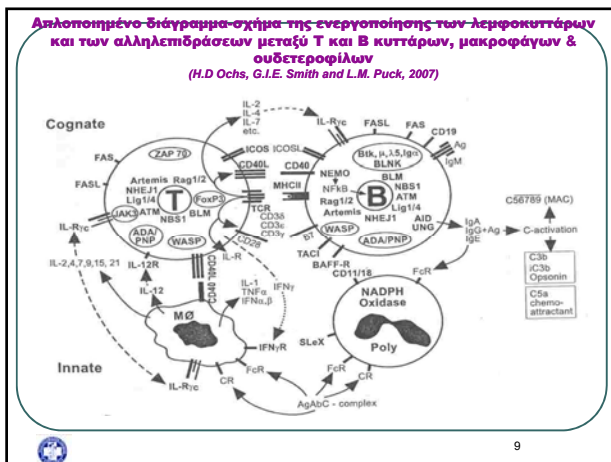 Απλοποιημένο διάγραμμα-σχήμα της ενεργοποίησης των λεμφοκυττάρων
και των αλληλεπιδράσεων μεταξύ Τ και Β κυττάρων, μακροφάγων &
ουδετεροφίλων
(H.D Ochs, G.I.E. Smith and L.M. Puck, 2007)
Cognate
IL-2
IL-4
IL-7
etc.
IL-Rγc
FASL
FAS
CD19
Ag
IgM
ICOS
ICOSL
FAS
FASL
ZAP 70
CD40L
CD40
Artemis
Rag1/2
NHEJ1
Lig1/4
T
FoxP3
JAK3
ATM
BLM
NBS1
ADA/
PNP
WASP
IL-Rγc
MHCII
TCR
CD3δ
CD3ε
CD3γ
CD28
b7
Btk, μ, λ5, Igα
BLNK
NEMO
NFkB
BLM
NBS1
B
ATM
Rag1/2
Lig1/4
Artemis
NHEJ1
AID
UNG
WASP
ADA/PNP
TACI
BAFF-R
CD11/18
IgA
IgG+Ag
IgE
C-activation
C56789 (MAC)
C3b
iC3b
Opsonin
C5a
chemo-
attractant
IL-2,4,7,9,15, 21
IL-12R
IL-12
CD40L
CD40
IL-R
IL-1
TNFα
IFNα,β
IFNγ
MØ
IFNγR
FcR
CR
IL-Rγc
Innate
FcR
NADPH
Oxidase
Poly
SLeX
FcR
CR
AgAbC - complex
9